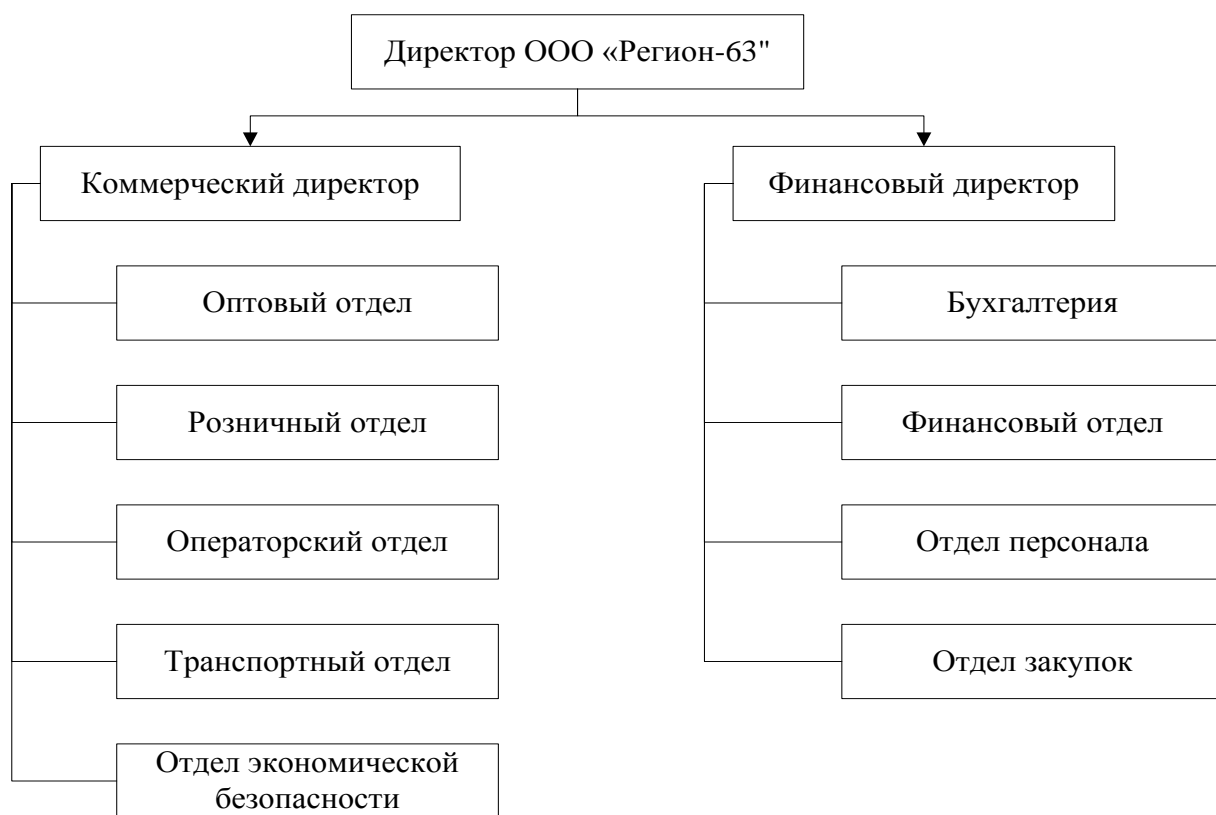 Директор ООО «Регион-63"
Коммерческий директор
Финансовый директор
Оптовый отдел
Бухгалтерия
Розничный отдел
Финансовый отдел
Операторский отдел
Отдел персонала
Транспортный отдел
Отдел закупок
Отдел экономической
безопасности